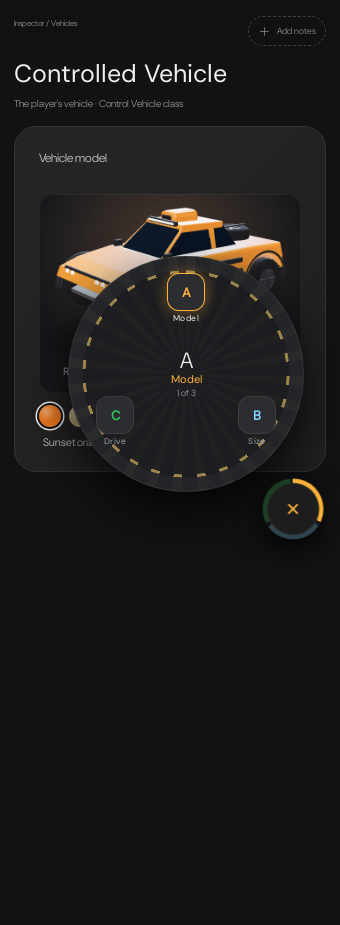 Inspector / Vehicles
Add notes
Controlled Vehicle
The player's vehicle · Control Vehicle class
Vehicle model
A
Model
A
Model
1 of 3
C
Drive
B
Size
Sunset